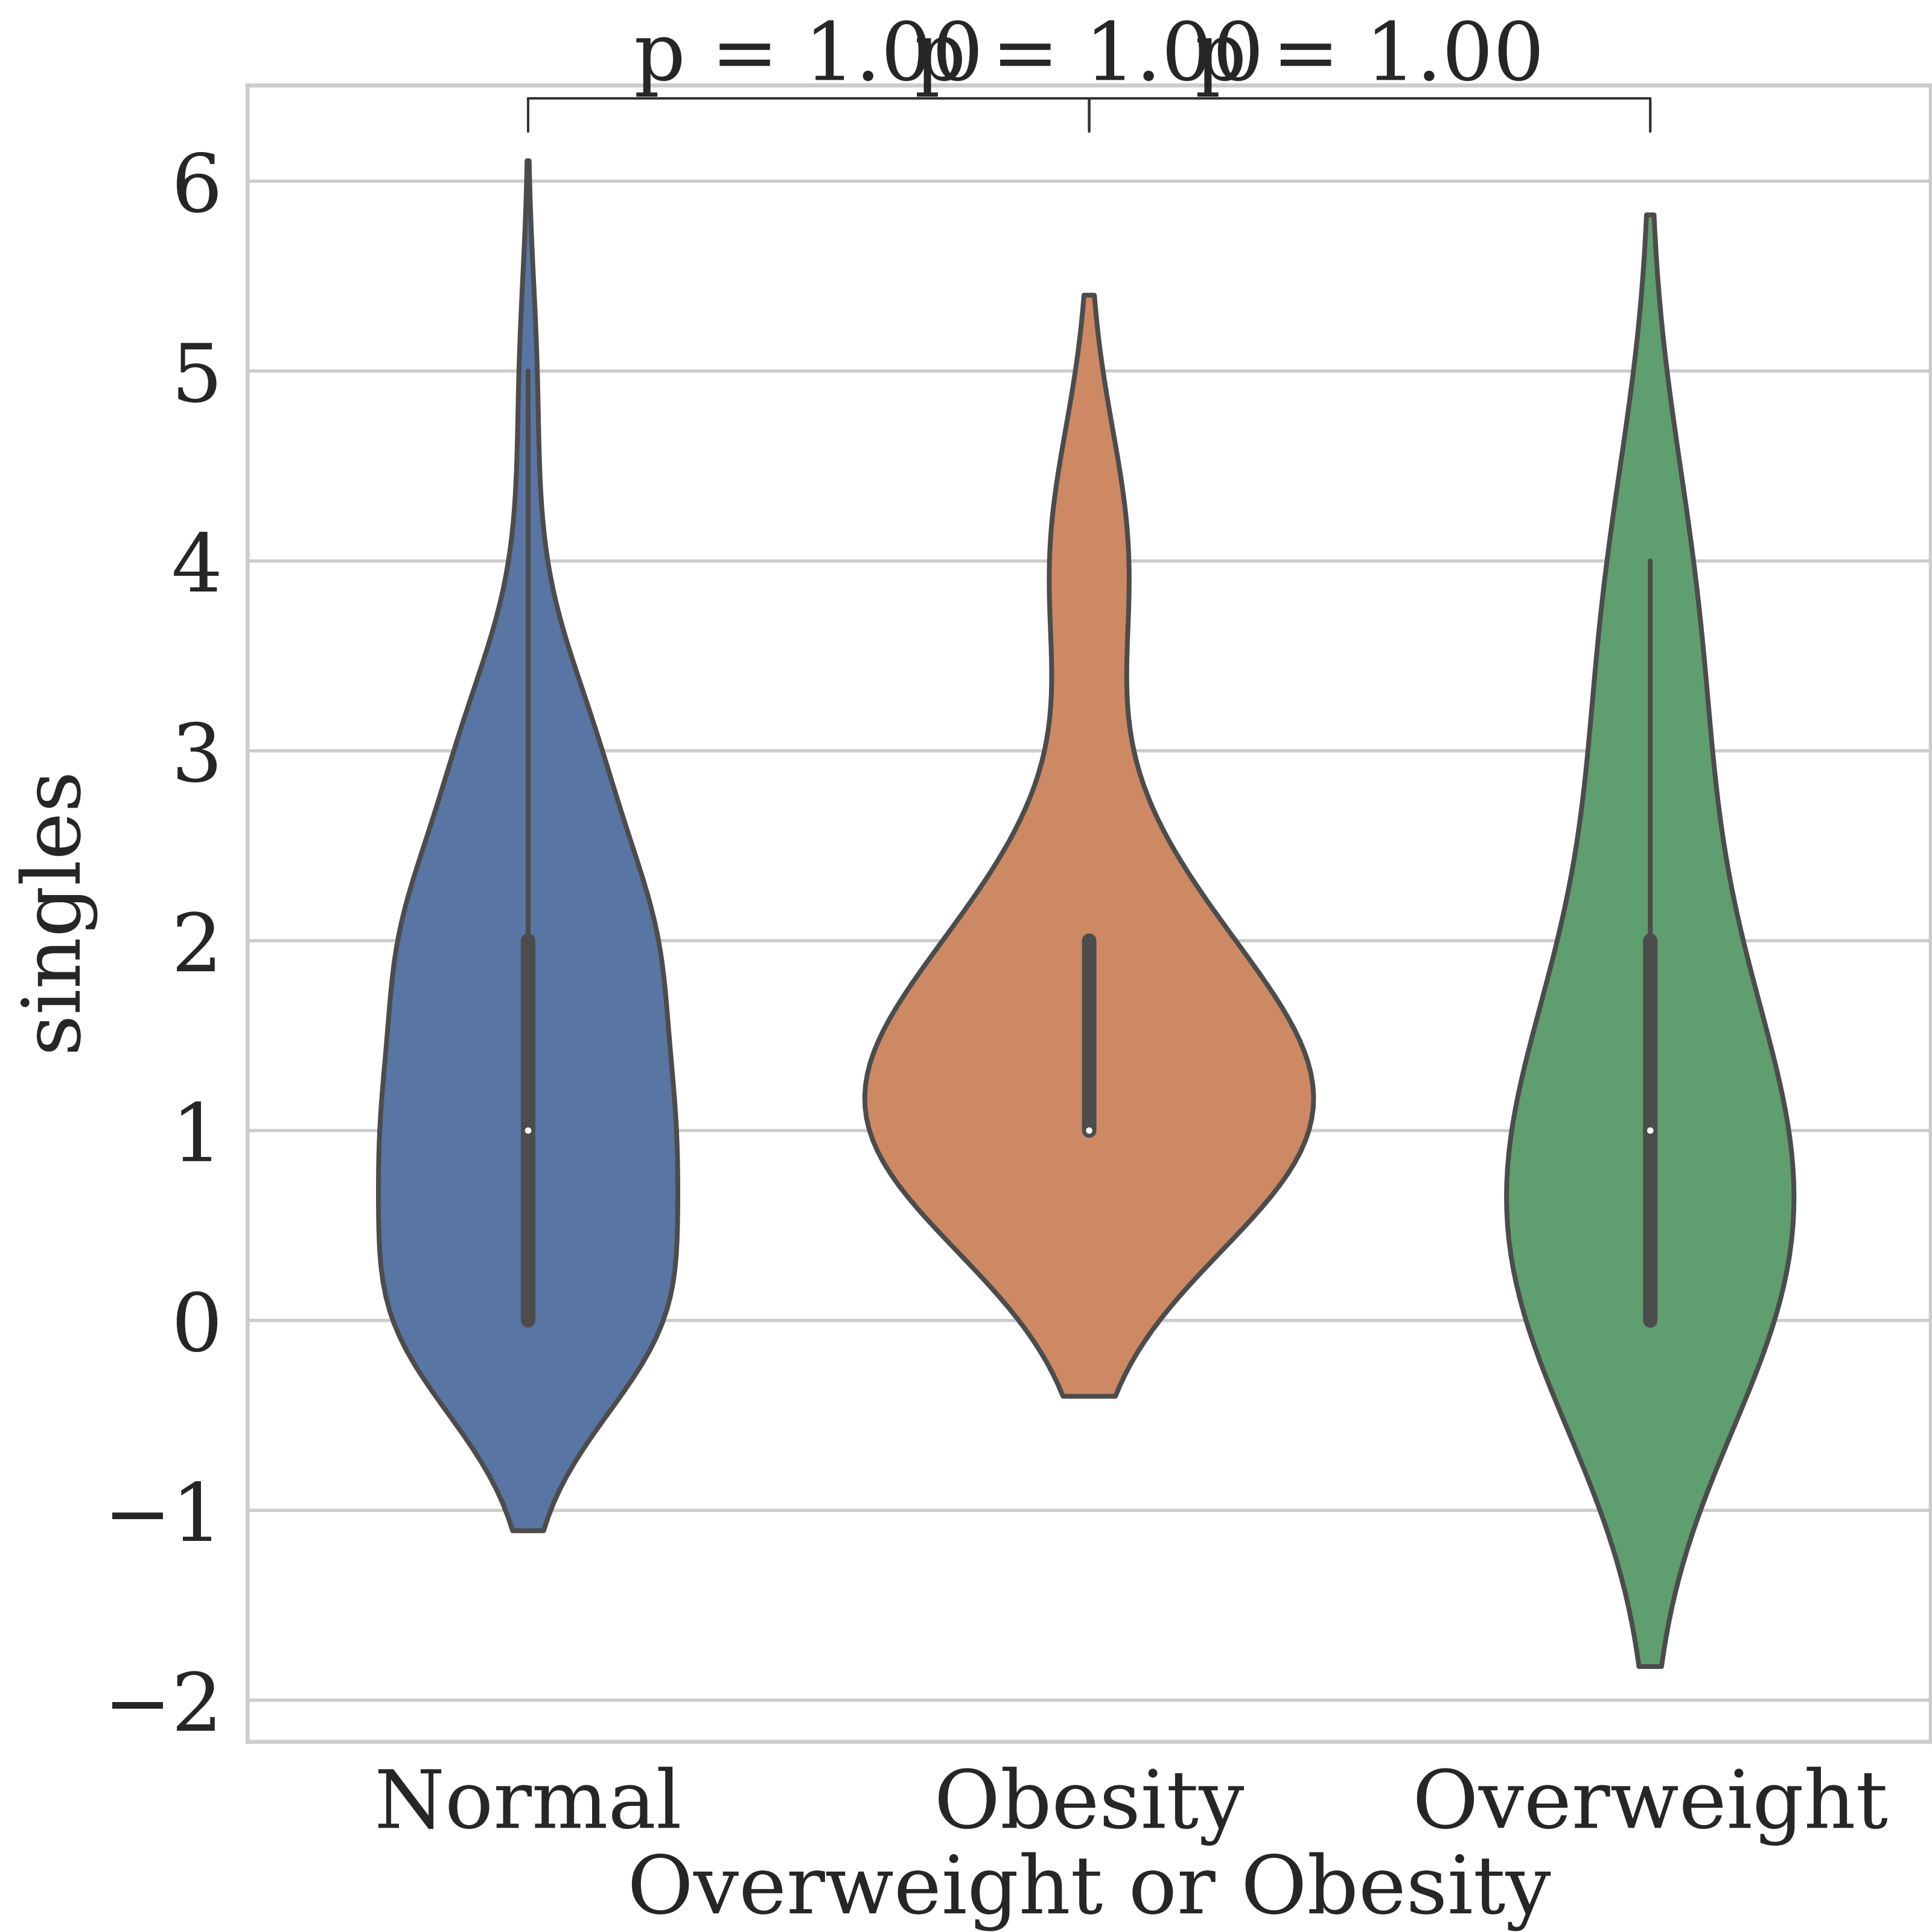 p = 1.00 p = 1.00 p = 1.00
6
5
4
3
2
1
0
−1
−2
singles
Normal Obesity Overweight
Overweight or Obesity